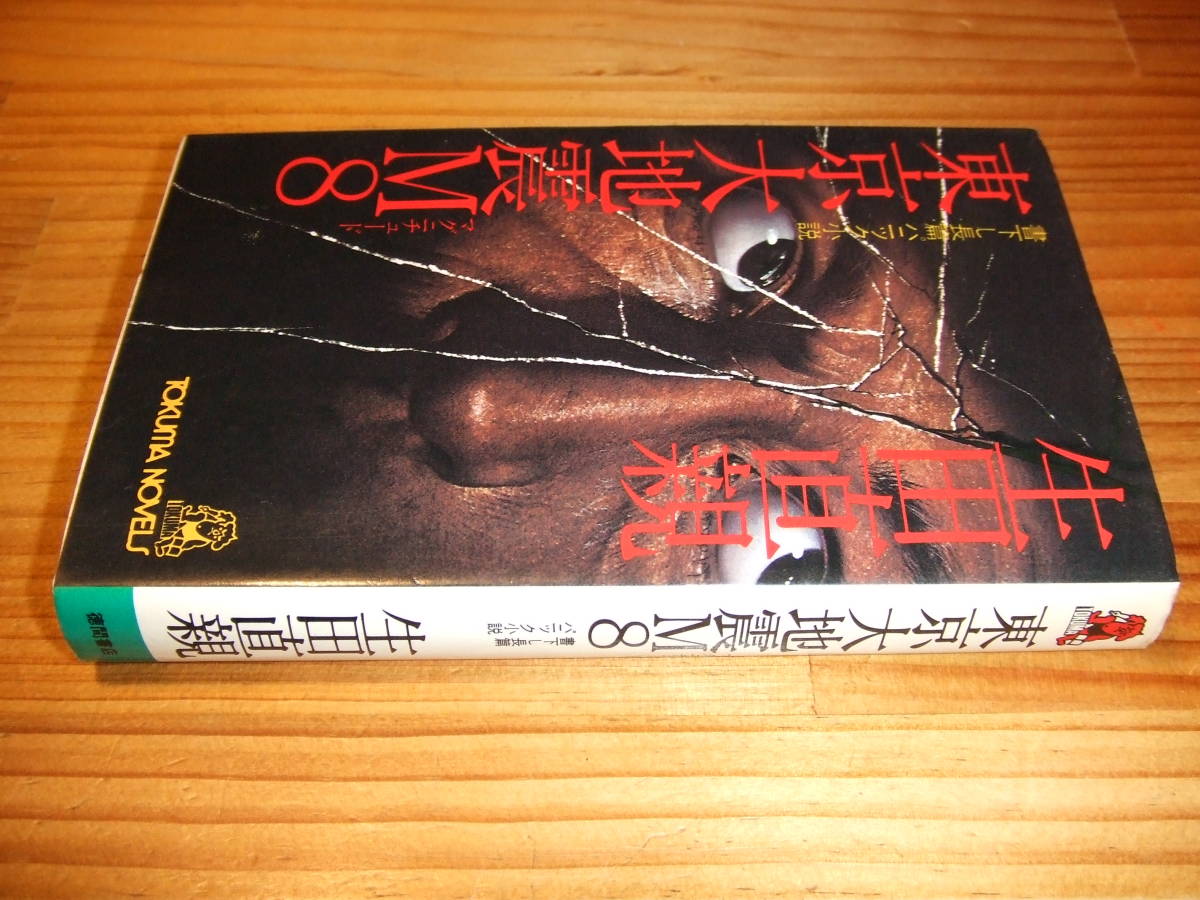 東京大地震M8
マグニチュード
書下し長篇パニック小説
生田直親
TOKUMA NOVELS
TOKUMA
東京大地震M8
書下し長篇
パニック小説
生田直親
徳間書店
TOKUMA